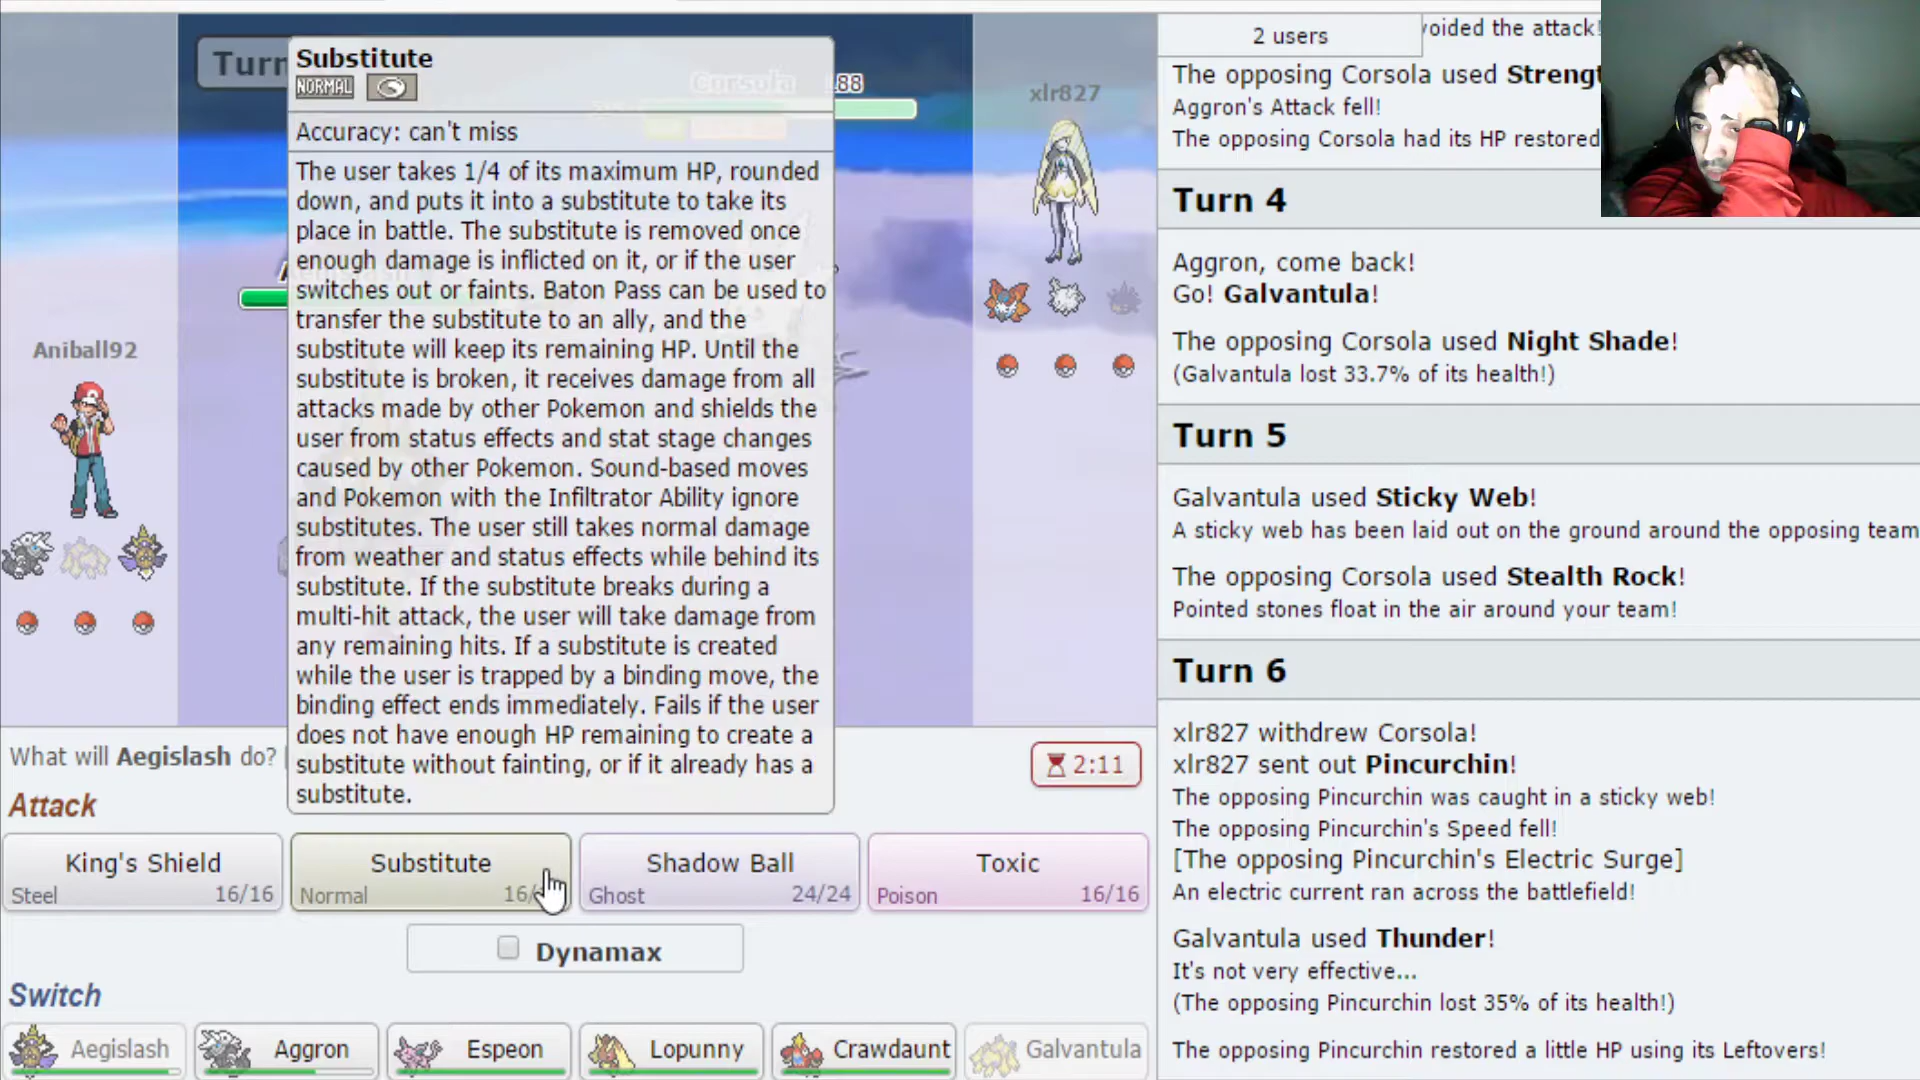 Turn
Substitute
NORMAL
Accuracy: can't miss
The user takes 1/4 of its maximum HP, rounded
down, and puts it into a substitute to take its
place in battle. The substitute is removed once
enough damage is inflicted on it, or if the user
switches out or faints. Baton Pass can be used to
transfer the substitute to an ally, and the
substitute will keep its remaining HP. Until the
substitute is broken, it receives damage from all
attacks made by other Pokemon and shields the
user from status effects and stat stage changes
caused by other Pokemon. Sound-based moves
and Pokemon with the Infiltrator Ability ignore
substitutes. The user still takes normal damage
from weather and status effects while behind its
substitute. If the substitute breaks during a
multi-hit attack, the user will take damage from
any remaining hits. If a substitute is created
while the user is trapped by a binding move, the
binding effect ends immediately. Fails if the user
does not have enough HP remaining to create a
substitute without fainting, or if it already has a
substitute.
Corsola L88
Aniball92
xlr827
What will Aegislash do?
2:11
Attack
King's Shield
Steel 16/16
Substitute
Normal 16/
Shadow Ball
Ghost 24/24
Toxic
Poison 16/16
Dynamax
Switch
Aegislash
Aggron
Espeon
Lopunny
Crawdaunt
Galvantula
2 users
voided the attack!
The opposing Corsola used Strengt
Aggron's Attack fell!
The opposing Corsola had its HP restored
Turn 4
Aggron, come back!
Go! Galvantula!
The opposing Corsola used Night Shade!
(Galvantula lost 33.7% of its health!)
Turn 5
Galvantula used Sticky Web!
A sticky web has been laid out on the ground around the opposing team
The opposing Corsola used Stealth Rock!
Pointed stones float in the air around your team!
Turn 6
xlr827 withdrew Corsola!
xlr827 sent out Pincurchin!
The opposing Pincurchin was caught in a sticky web!
The opposing Pincurchin's Speed fell!
[The opposing Pincurchin's Electric Surge]
An electric current ran across the battlefield!
Galvantula used Thunder!
It's not very effective...
(The opposing Pincurchin lost 35% of its health!)
The opposing Pincurchin restored a little HP using its Leftovers!